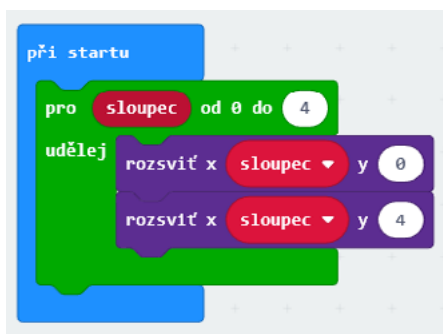 při startu
pro sloupec od 0 do 4
udělej
rozsviť x sloupec y 0
rozsviť x sloupec y 4